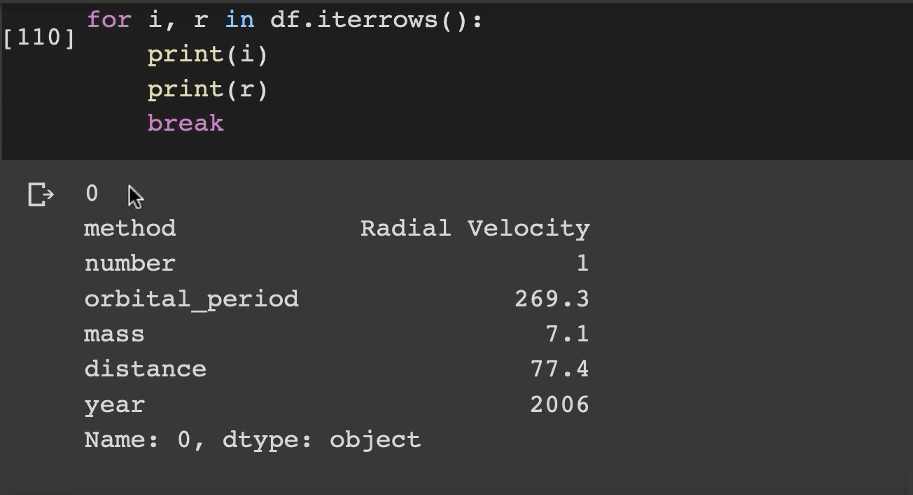 for i, r in df.iterrows():
[110]
print(i)
print(r)
break
0
method Radial Velocity
number 1
orbital_period 269.3
mass 7.1
distance 77.4
year 2006
Name: 0, dtype: object